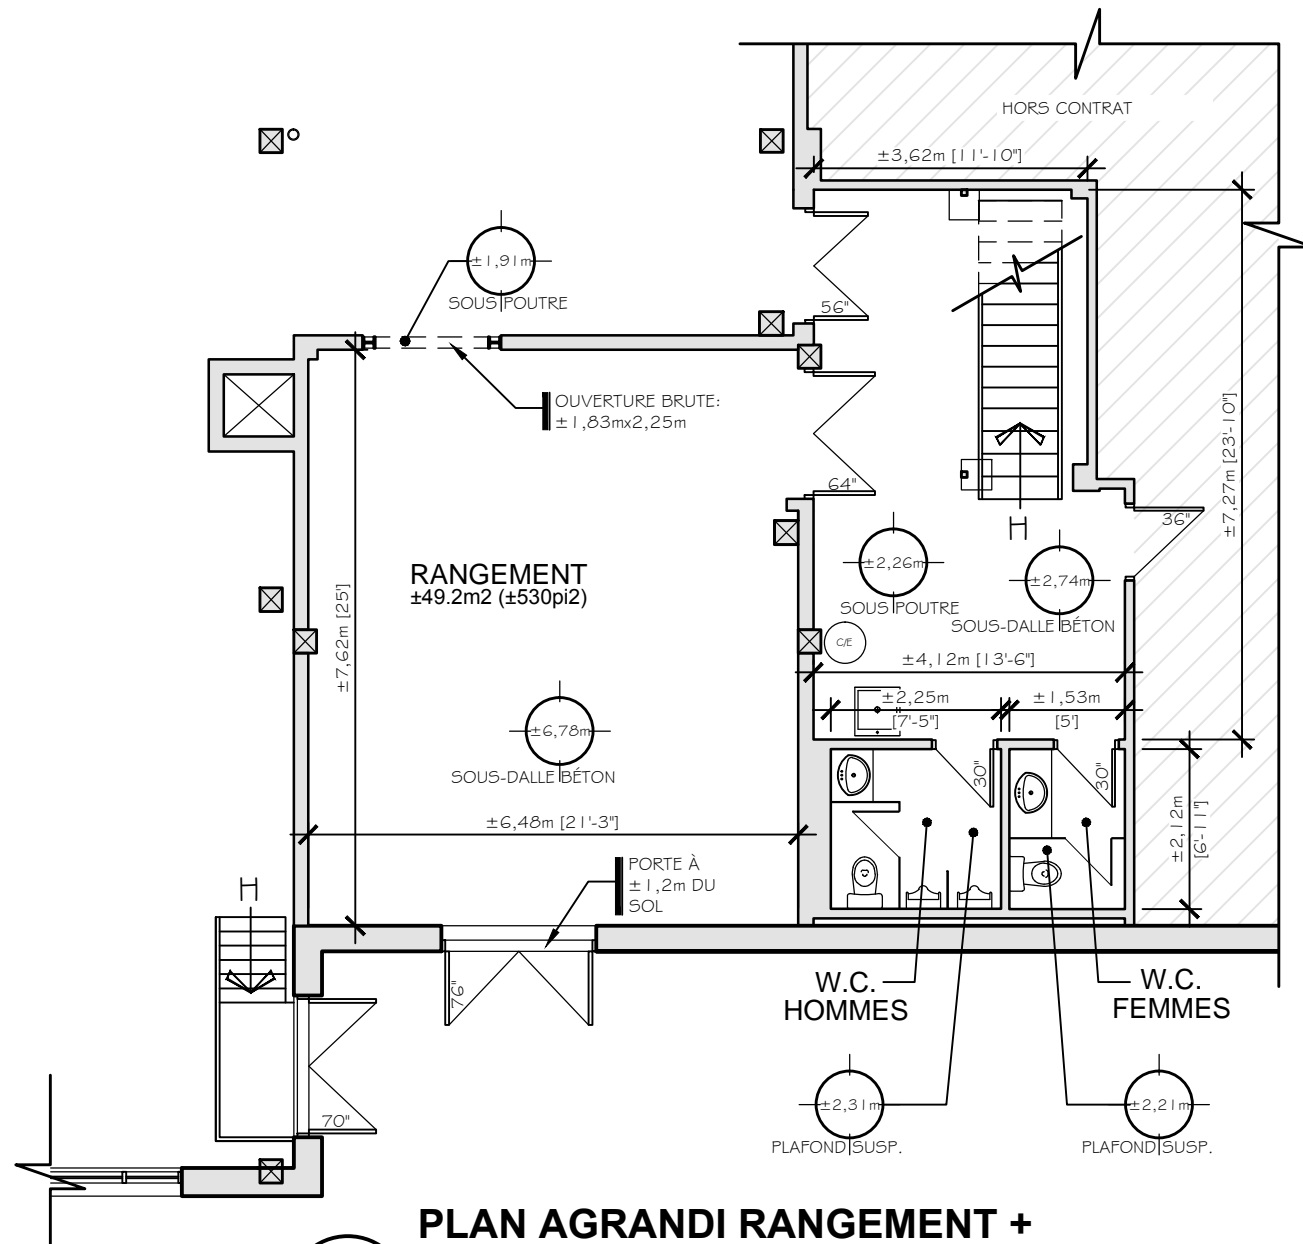 HORS CONTRAT
±3,62m [11'-10"]
±1,91m
SOUS POUTRE
56"
OUVERTURE BRUTE:
±1,83mx2,25m
64"
±7,27m [23'-10"]
H
36"
±2,26m
SOUS POUTRE
±2,74m
SOUS-DALLE BÉTON
RANGEMENT
±49.2m2 (±530pi2)
±7,62m [25']
C/E
±4,12m [13'-6"]
±2,25m
[7'-5"]
±1,53m
[5']
±6,78m
SOUS-DALLE BÉTON
30"
30"
±2,12m
[6'-11"]
±6,48m [21'-3"]
PORTE À
±1,2m DU
SOL
H
76"
70"
W.C.
HOMMES
W.C.
FEMMES
±2,31m
PLAFOND SUSP.
±2,21m
PLAFOND SUSP.
PLAN AGRANDI RANGEMENT +